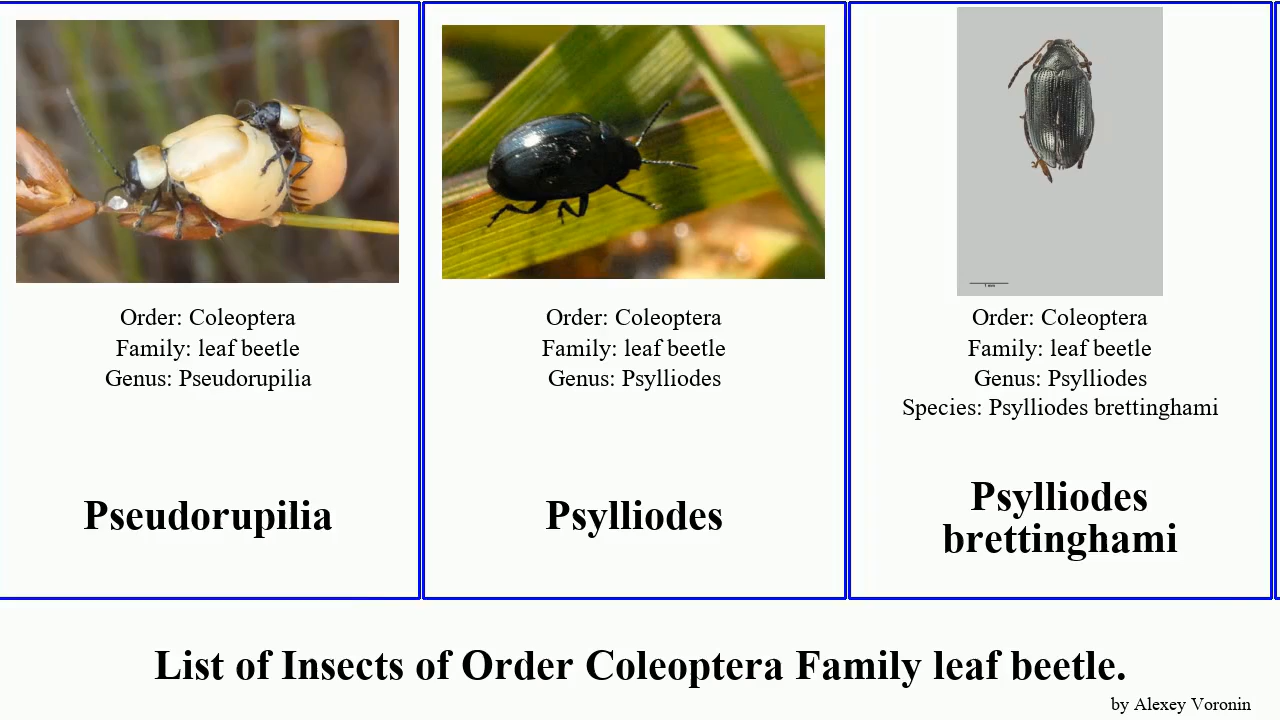 Order: Coleoptera
Family: leaf beetle
Genus: Pseudorupilia
Pseudorupilia
Order: Coleoptera
Family: leaf beetle
Genus: Psylliodes
Psylliodes
1 mm
Order: Coleoptera
Family: leaf beetle
Genus: Psylliodes
Species: Psylliodes brettinghami
Psylliodes
brettinghami
List of Insects of Order Coleoptera Family leaf beetle.
by Alexey Voronin